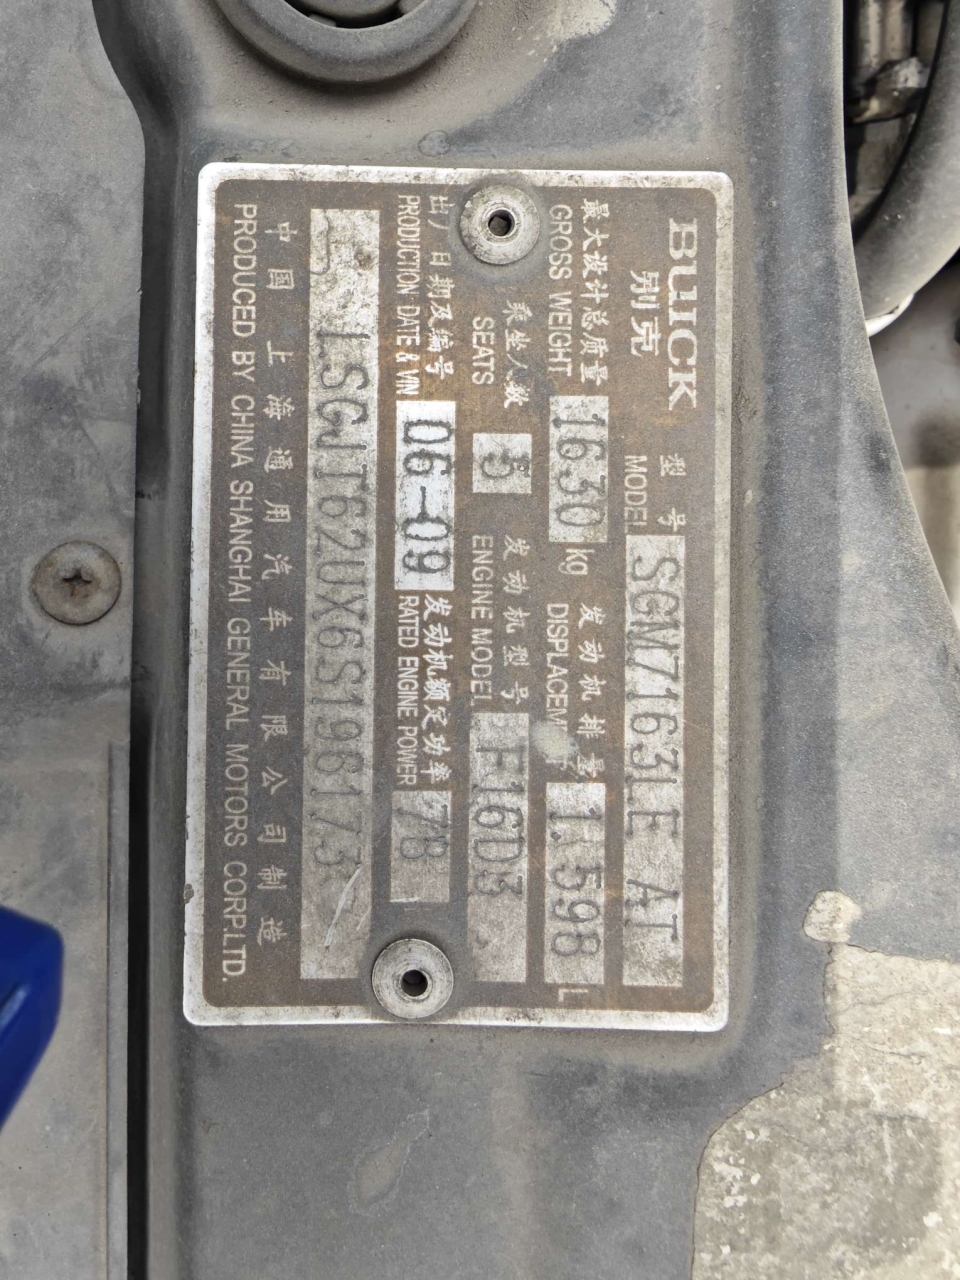 BUICK 型 号
别克 MODEL SGM7163LE AT
最大设计总质量 发动机排量
GROSS WEIGHT 1630 kg DISPLACEM T 1.598 L
乘坐人数 发动机型号
SEATS 5 ENGINE MODEL F16D3
出厂日期及编号 发动机额定功率
PRODUCTION DATE & VIN 06-09 RATED ENGINE POWER 78
LSGJT62UX6S196173
中国上海通用汽车有限公司制造
PRODUCED BY CHINA SHANGHAI GENERAL MOTORS CORP.LTD.